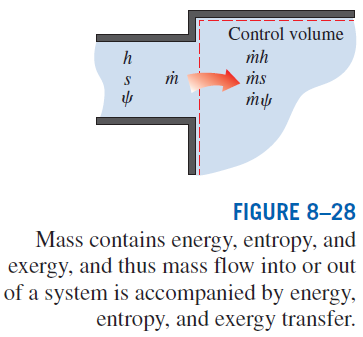 Control volume
h
ṁh
s
ṁ
ṁs
ψ
ṁψ
FIGURE 8–28
Mass contains energy, entropy, and
exergy, and thus mass flow into or out
of a system is accompanied by energy,
entropy, and exergy transfer.